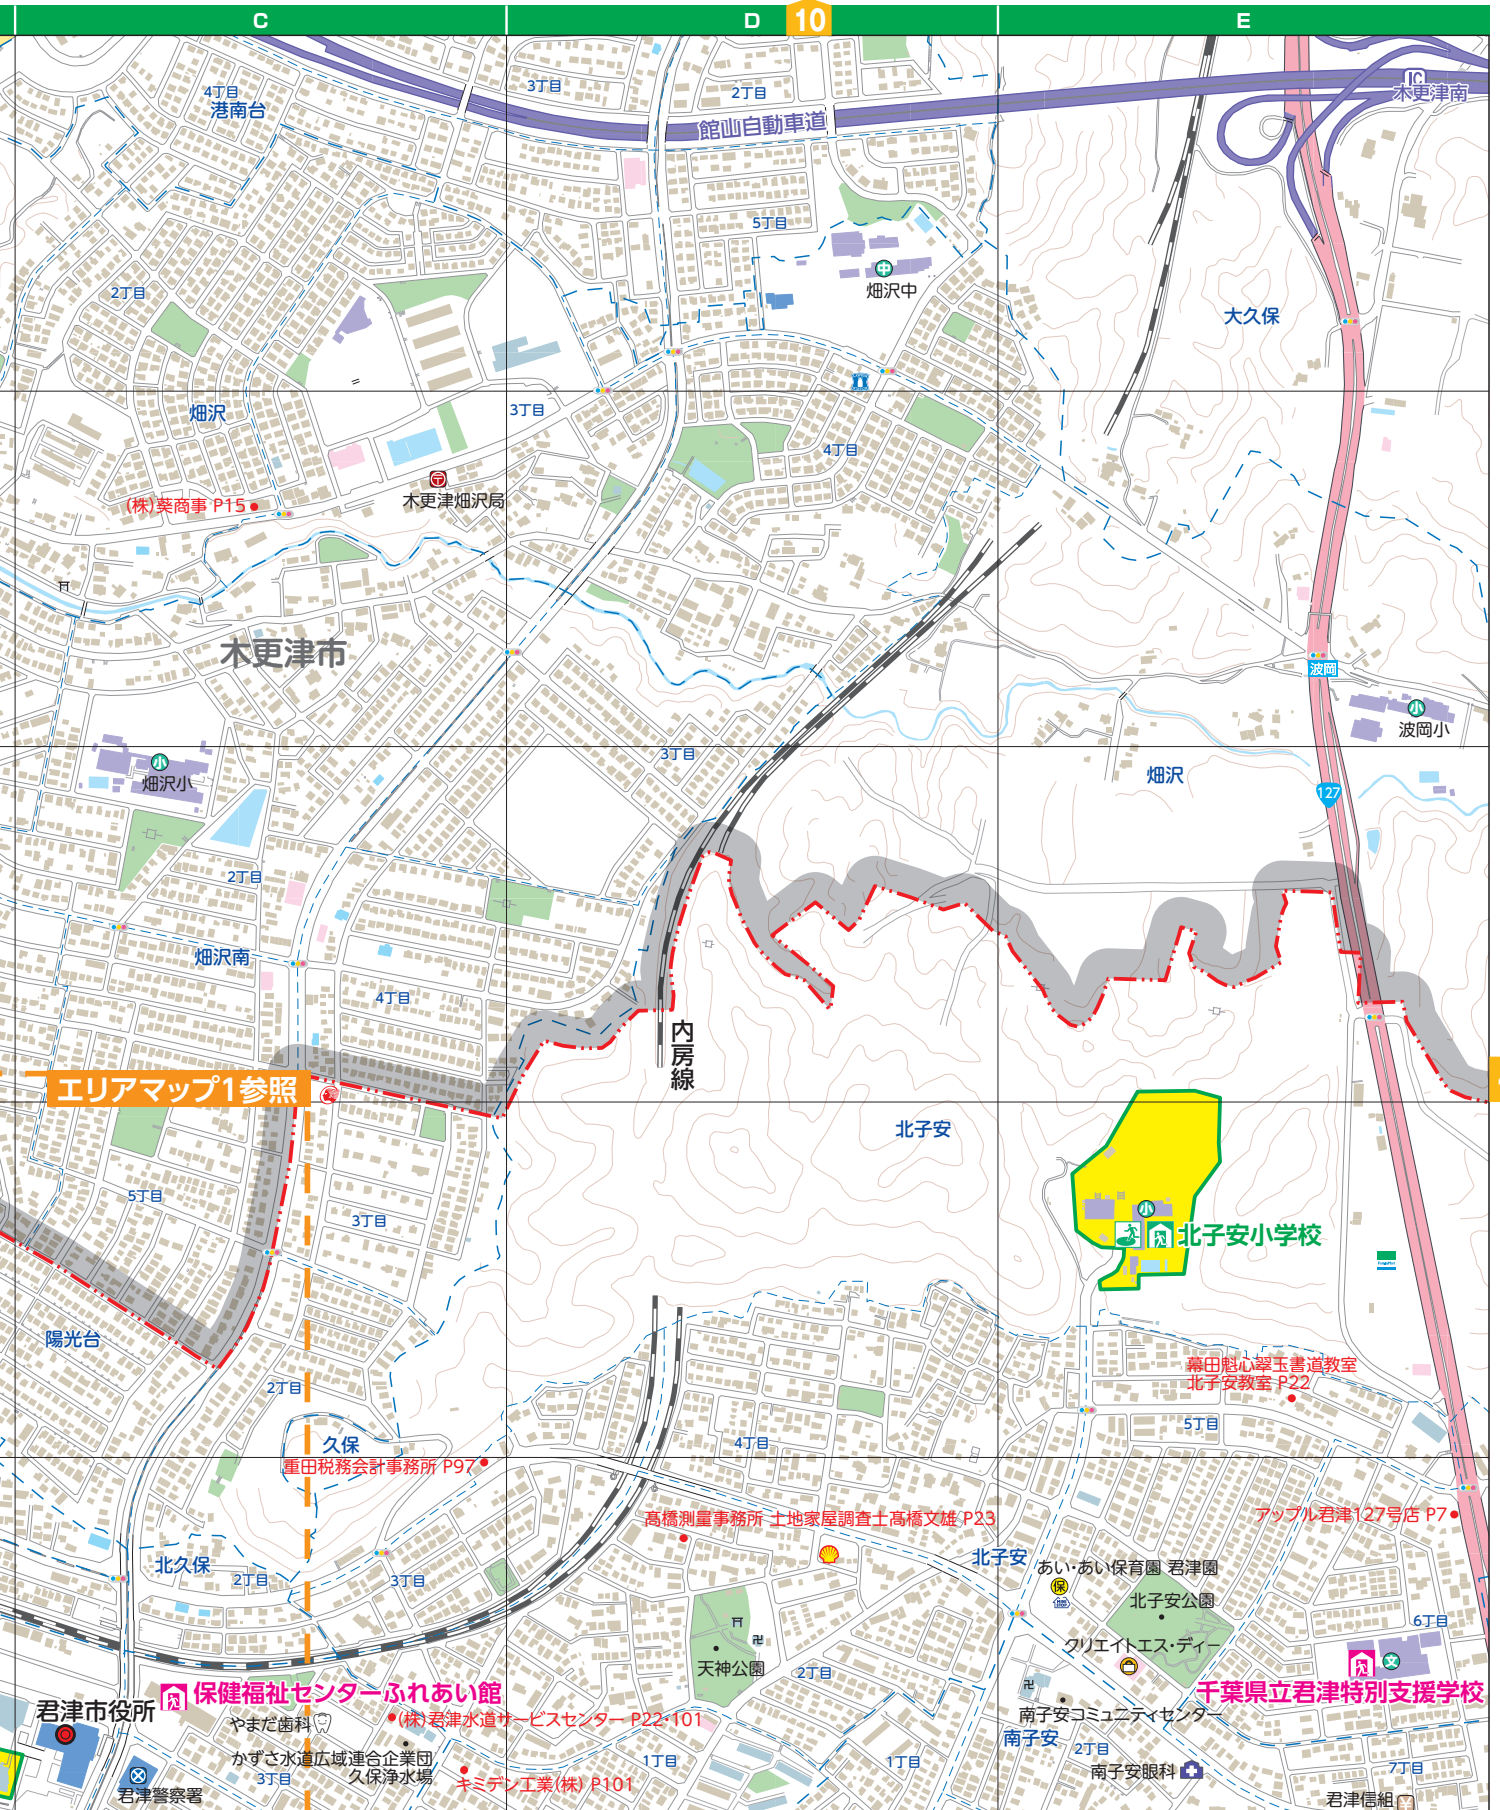 C
D
10
E
4丁目
港南台
3丁目
2丁目
館山自動車道
JC
木更津南
5丁目
中
畑沢中
2丁目
大久保
畑沢
3丁目
4丁目
木更津畑沢局
(株)葵商事 P15
木更津市
波岡
小
波岡小
3丁目
小
畑沢小
畑沢
127
2丁目
畑沢南
4丁目
内房線
エリアマップ1参照
北子安
5丁目
3丁目
小
北子安小学校
FamilyMart
陽光台
幕田魁心翠玉書道教室
北子安教室 P22
2丁目
5丁目
久保
4丁目
重田税務会計事務所 P97
髙橋測量事務所 土地家屋調査士髙橋文雄 P23
アップル君津127号店 P7
北久保
2丁目
3丁目
北子安
あい・あい保育園 君津園
保
北子安公園
6丁目
クリエイトエス・ディー
天神公園
2丁目
文
千葉県立君津特別支援学校
保健福祉センターふれあい館
君津市役所
やまだ歯科
(株)君津水道サービスセンター P22・101
南子安コミュニティセンター
南子安
2丁目
かずさ水道広域連合企業団
久保浄水場
3丁目
キミデン工業(株) P101
1丁目
1丁目
南子安眼科
7丁目
君津警察署
君津信組